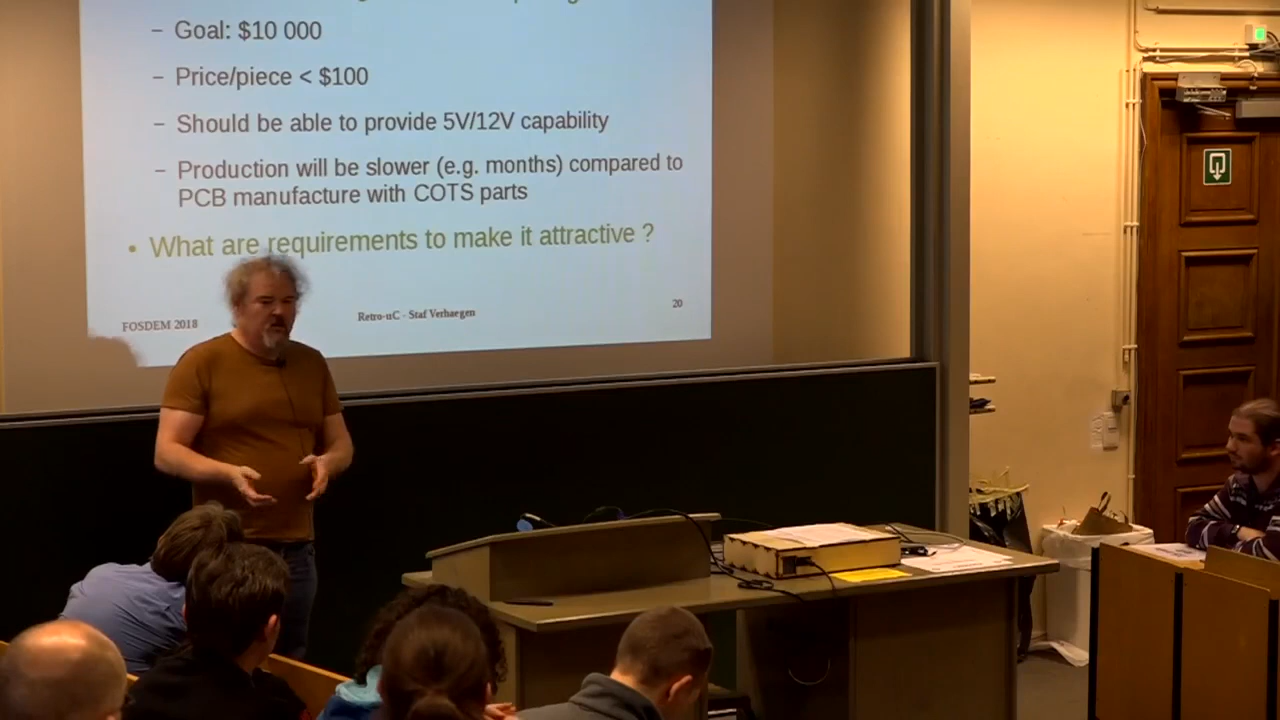 – Goal: $10 000
– Price/piece < $100
– Should be able to provide 5V/12V capability
– Production will be slower (e.g. months) compared to
PCB manufacture with COTS parts
• What are requirements to make it attractive ?
FOSDEM 2018
Retro-uC - Staf Verhaegen
20